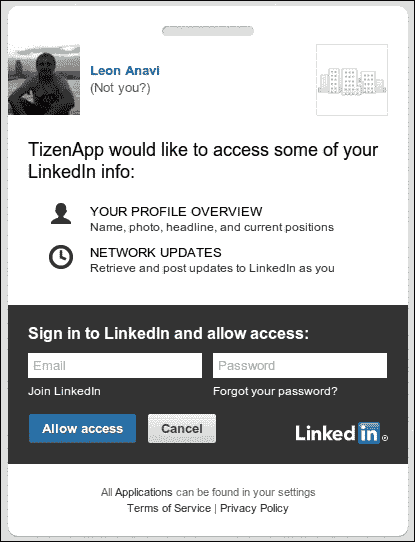 Leon Anavi
(Not you?)
TizenApp would like to access some of your
LinkedIn info:
YOUR PROFILE OVERVIEW
Name, photo, headline, and current positions
NETWORK UPDATES
Retrieve and post updates to LinkedIn as you
Sign in to LinkedIn and allow access:
Email Password
Join LinkedIn Forgot your password?
Allow access Cancel
Linked in ®
All Applications can be found in your settings
Terms of Service | Privacy Policy